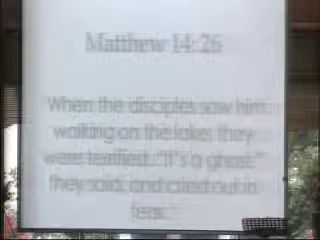 Matthew 14:26
"When the disciples saw him
walking on the lake, they
were terrified. "It's a ghost,"
they said, and cried out in
fear."